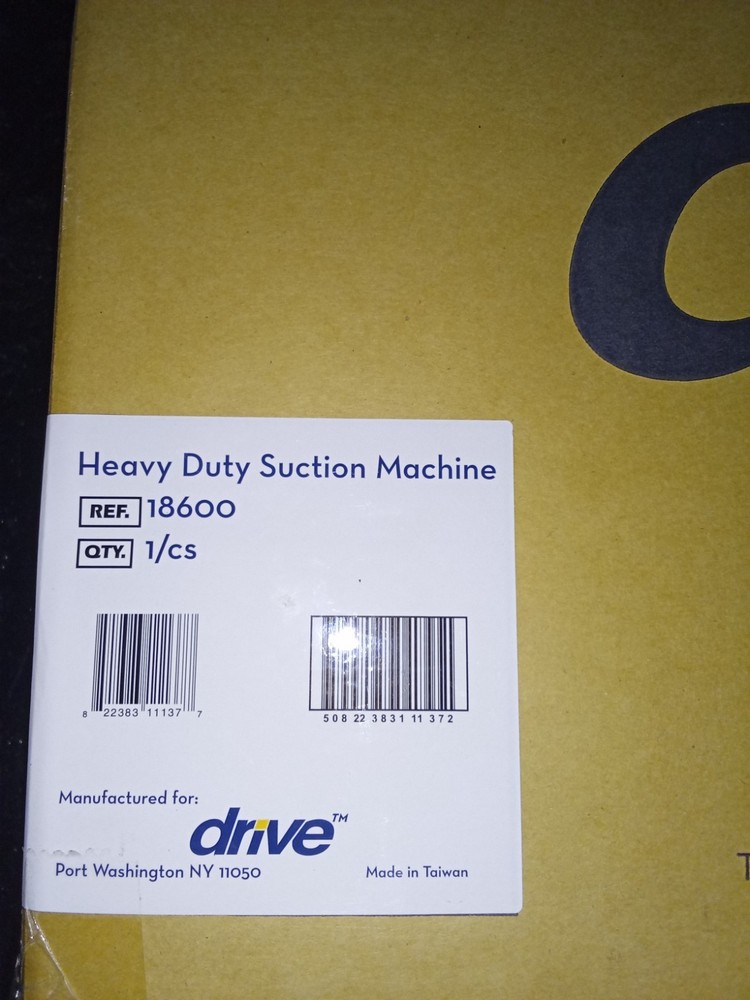 Heavy Duty Suction Machine
REF. 18600
QTY. 1/cs
8 22383 11137 7
508 22 3831 11 372
Manufactured for:
drive™
Port Washington NY 11050
Made in Taiwan
T